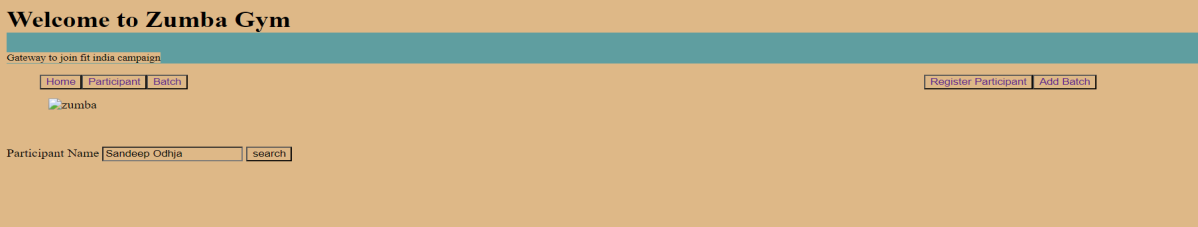 Welcome to Zumba Gym
Gateway to join fit india campaign
Home Participant Batch Register Participant Add Batch
zumba
Participant Name Sandeep Odhja search